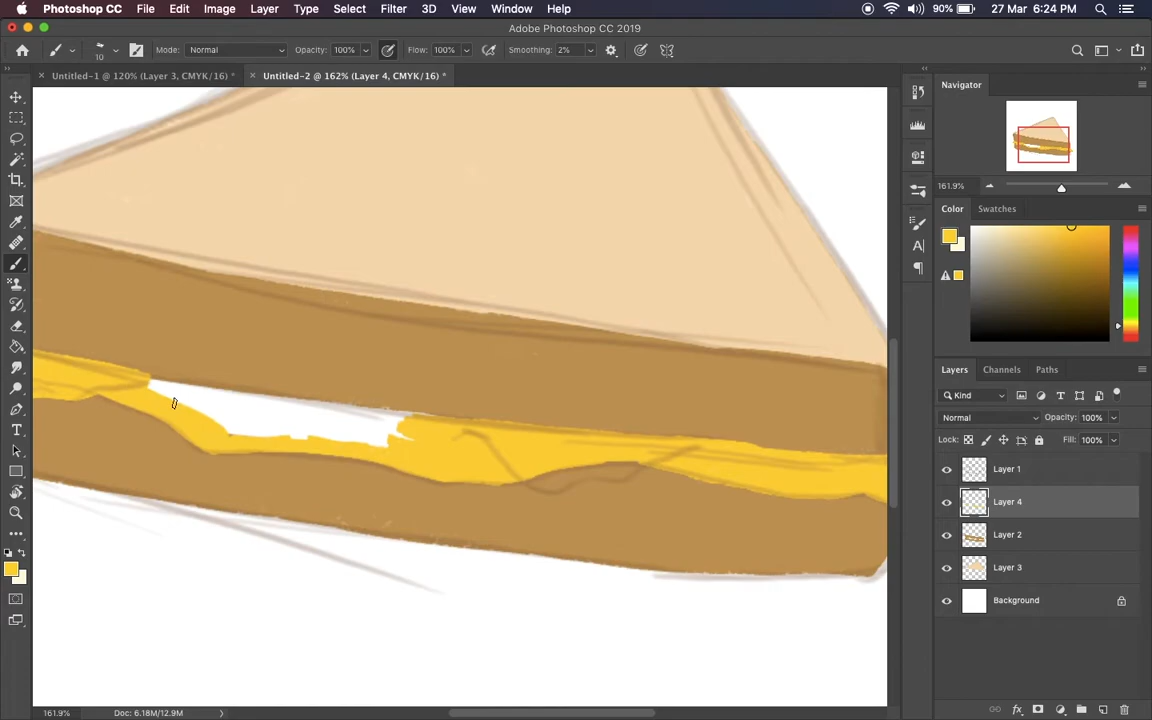 Photoshop CC File Edit Image Layer Type Select Filter 3D View Window Help 90% 27 Mar 6:24 PM
Adobe Photoshop CC 2019
10 Mode: Normal Opacity: 100% Flow: 100% Smoothing: 2%
Untitled-1 @ 120% (Layer 3, CMYK/16) * Untitled-2 @ 162% (Layer 4, CMYK/16) *
Navigator
161.9%
Color Swatches
Layers Channels Paths
Kind
Normal Opacity: 100%
Lock: Fill: 100%
Layer 1
Layer 4
Layer 2
Layer 3
Background
161.9% Doc: 6.18M/12.9M